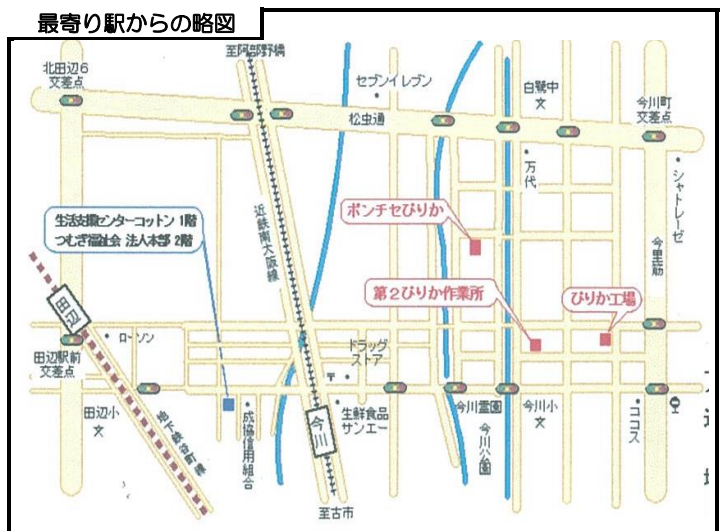 最寄り駅からの略図
至阿部野橋
北田辺6
交差点
セブンイレブン
白鷺中
文
今川町
交差点
松虫通
万代
シャトレーゼ
ポンチセぴりか
生活支援センターコットン 1階
つむぎ福祉会 法人本部 2階
近鉄南大阪線
今里筋
第2ぴりか作業所
ぴりか工場
田辺
ローソン
ドラッグ
ストア
田辺駅前
交差点
〒
田辺小
文
地下鉄谷町線
成協信用組合
今川
生鮮食品
サンエー
今川霊園
今川公園
今川小
文
ココス
至古市